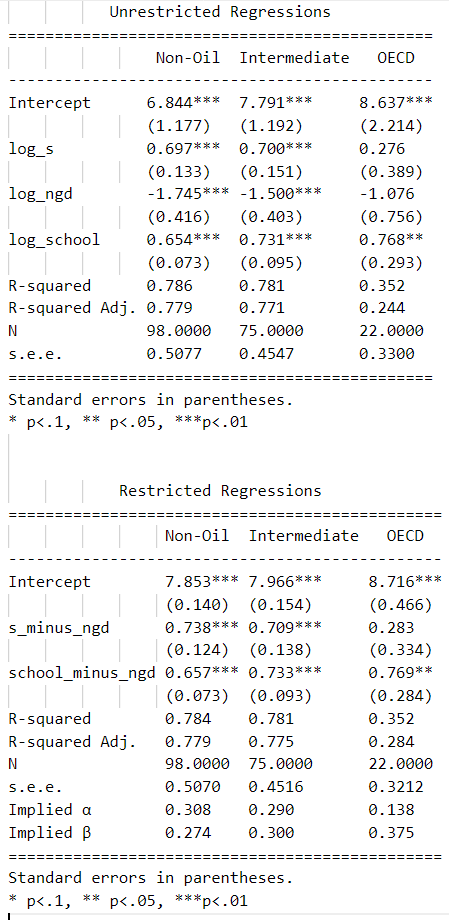 Unrestricted Regressions
=============================================
Non-Oil Intermediate OECD
---------------------------------------------
Intercept 6.844*** 7.791*** 8.637***
(1.177) (1.192) (2.214)
log_s 0.697*** 0.700*** 0.276
(0.133) (0.151) (0.389)
log_ngd -1.745*** -1.500*** -1.076
(0.416) (0.403) (0.756)
log_school 0.654*** 0.731*** 0.768**
(0.073) (0.095) (0.293)
R-squared 0.786 0.781 0.352
R-squared Adj. 0.779 0.771 0.244
N 98.0000 75.0000 22.0000
s.e.e. 0.5077 0.4547 0.3300
=============================================
Standard errors in parentheses.
* p<.1, ** p<.05, ***p<.01
Restricted Regressions
==============================================
Non-Oil Intermediate OECD
----------------------------------------------
Intercept 7.853*** 7.966*** 8.716***
(0.140) (0.154) (0.466)
s_minus_ngd 0.738*** 0.709*** 0.283
(0.124) (0.138) (0.334)
school_minus_ngd 0.657*** 0.733*** 0.769**
(0.073) (0.093) (0.284)
R-squared 0.784 0.781 0.352
R-squared Adj. 0.779 0.775 0.284
N 98.0000 75.0000 22.0000
s.e.e. 0.5070 0.4516 0.3212
Implied α 0.308 0.290 0.138
Implied β 0.274 0.300 0.375
==============================================
Standard errors in parentheses.
* p<.1, ** p<.05, ***p<.01